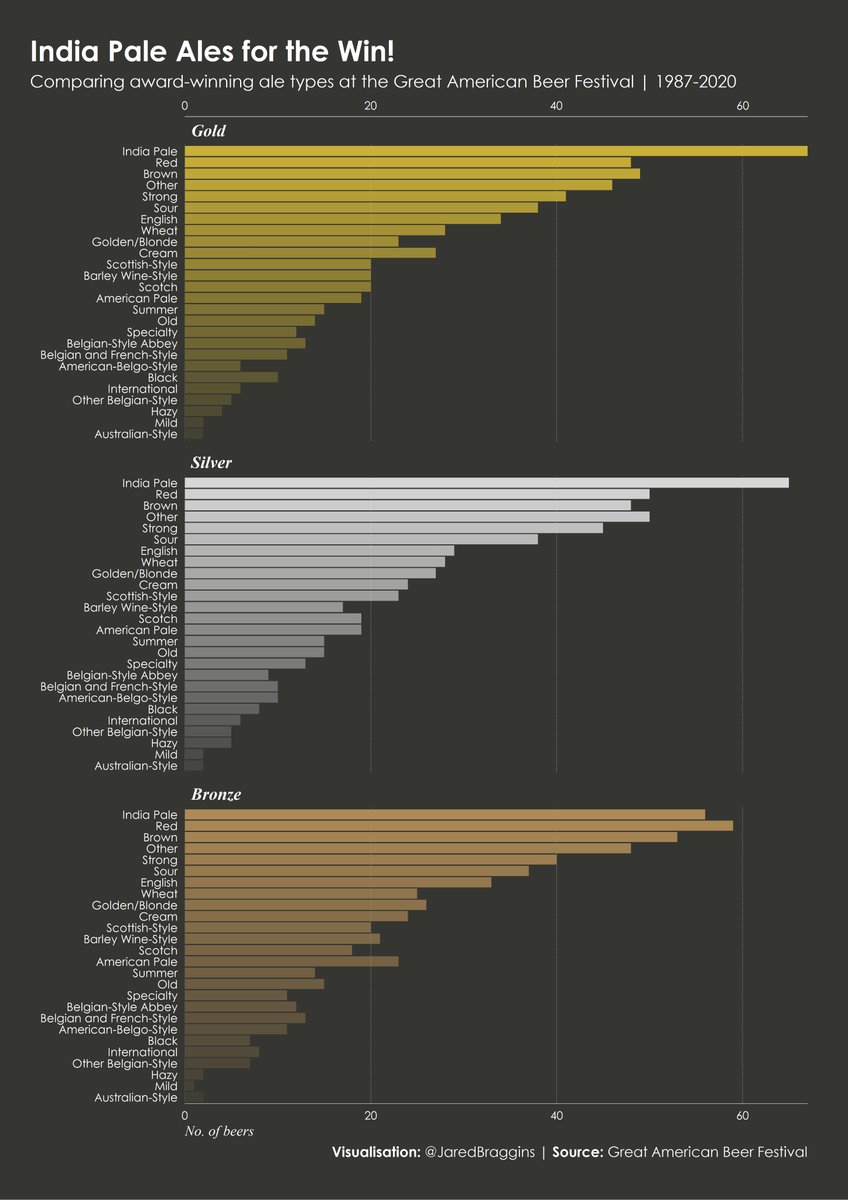 India Pale Ales for the Win!
Comparing award-winning ale types at the Great American Beer Festival | 1987-2020
0 20 40 60
Gold
India Pale
Red
Brown
Other
Strong
Sour
English
Wheat
Golden/Blonde
Cream
Scottish-Style
Barley Wine-Style
Scotch
American Pale
Summer
Old
Specialty
Belgian-Style Abbey
Belgian and French-Style
American-Belgo-Style
Black
International
Other Belgian-Style
Hazy
Mild
Australian-Style
Silver
India Pale
Red
Brown
Other
Strong
Sour
English
Wheat
Golden/Blonde
Cream
Scottish-Style
Barley Wine-Style
Scotch
American Pale
Summer
Old
Specialty
Belgian-Style Abbey
Belgian and French-Style
American-Belgo-Style
Black
International
Other Belgian-Style
Hazy
Mild
Australian-Style
Bronze
India Pale
Red
Brown
Other
Strong
Sour
English
Wheat
Golden/Blonde
Cream
Scottish-Style
Barley Wine-Style
Scotch
American Pale
Summer
Old
Specialty
Belgian-Style Abbey
Belgian and French-Style
American-Belgo-Style
Black
International
Other Belgian-Style
Hazy
Mild
Australian-Style
0 20 40 60
No. of beers
Visualisation: @JaredBraggins | Source: Great American Beer Festival